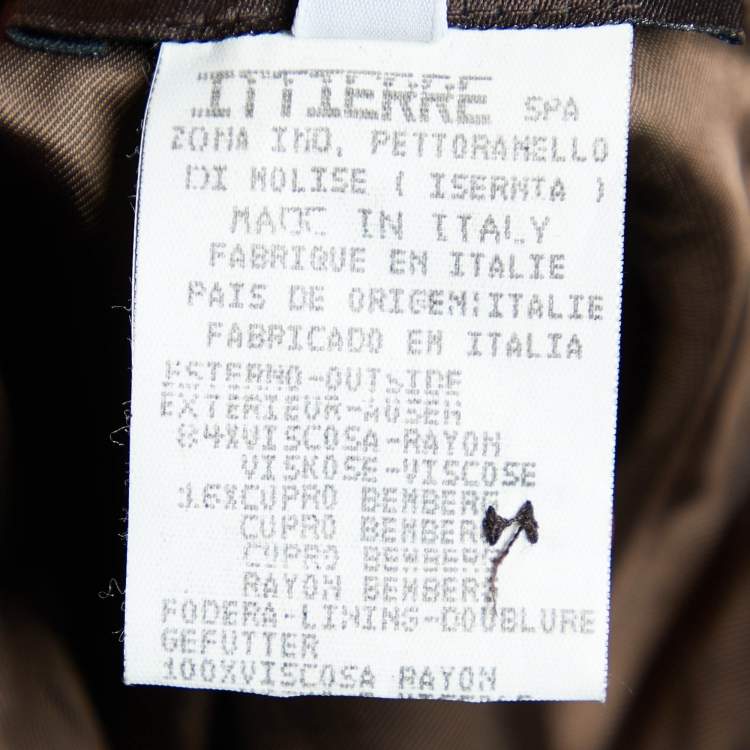 ITTIERRE SPA
ZONA IND. PETTORANELLO
DI MOLISE ( ISERNIA )
MADE IN ITALY
FABRIQUE EN ITALIE
PAIS DE ORIGEN:ITALIE
FABRICADO EN ITALIA
ESTERNO-OUTSIDE
EXTERIEUR-AUSEN
84%VISCOSA-RAYON
VISKOSE-VISCOSE
16%CUPRO BEMBERG
CUPRO BEMBERG
CUPRO BEMBERG
RAYON BEMBERG
FODERA-LINING-DOUBLURE
GEFUTTER
100%VISCOSA RAYON